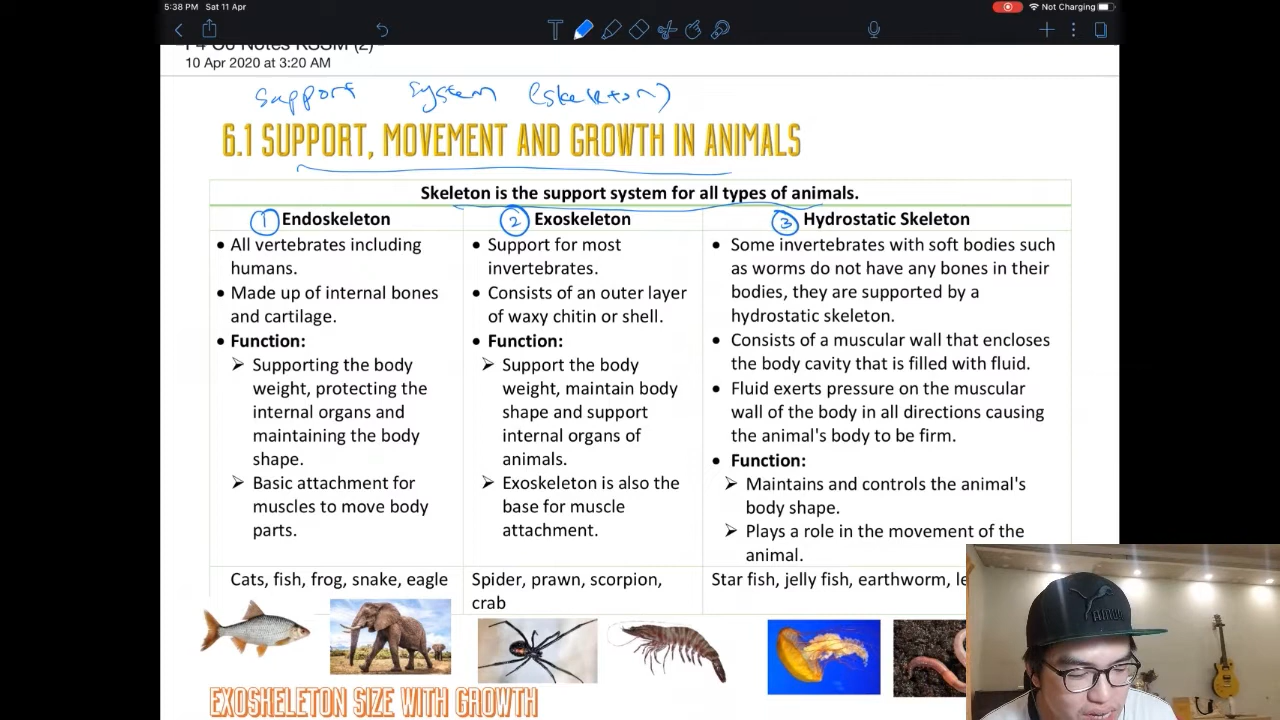 5:38 PM Sat 11 Apr
Not Charging
F4 C6 Notes KSSM (2)
10 Apr 2020 at 3:20 AM
Support System (skeleton)
6.1 SUPPORT, MOVEMENT AND GROWTH IN ANIMALS
Skeleton is the support system for all types of animals.
1 Endoskeleton
• All vertebrates including
humans.
• Made up of internal bones
and cartilage.
• Function:
➢ Supporting the body
weight, protecting the
internal organs and
maintaining the body
shape.
➢ Basic attachment for
muscles to move body
parts.
Cats, fish, frog, snake, eagle
2 Exoskeleton
• Support for most
invertebrates.
• Consists of an outer layer
of waxy chitin or shell.
• Function:
➢ Support the body
weight, maintain body
shape and support
internal organs of
animals.
➢ Exoskeleton is also the
base for muscle
attachment.
Spider, prawn, scorpion,
crab
3 Hydrostatic Skeleton
• Some invertebrates with soft bodies such
as worms do not have any bones in their
bodies, they are supported by a
hydrostatic skeleton.
• Consists of a muscular wall that encloses
the body cavity that is filled with fluid.
• Fluid exerts pressure on the muscular
wall of the body in all directions causing
the animal's body to be firm.
• Function:
➢ Maintains and controls the animal's
body shape.
➢ Plays a role in the movement of the
animal.
Star fish, jelly fish, earthworm,
EXOSKELETON SIZE WITH GROWTH